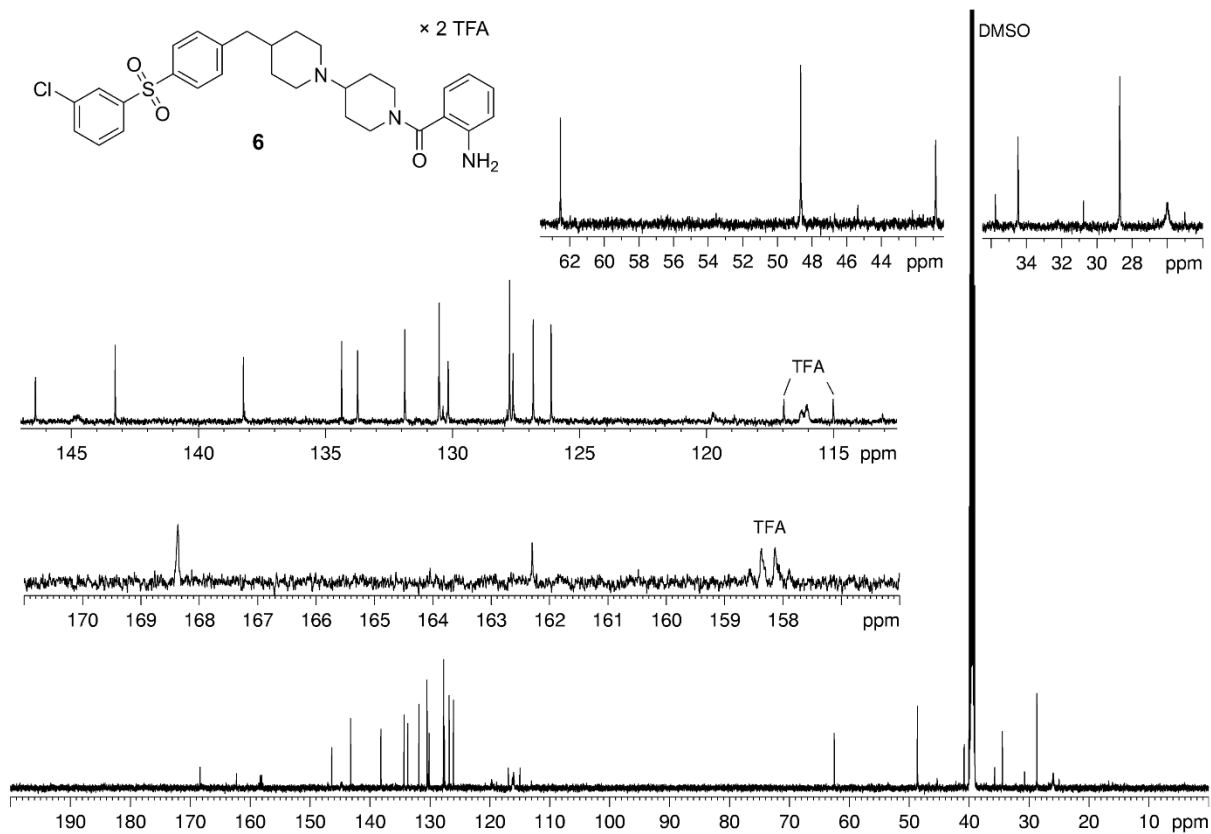 × 2 TFA
DMSO
Cl
S
O
O
N
N
O
NH2
6
62 60 58 56 54 52 50 48 46 44 ppm
34 32 30 28 ppm
TFA
145 140 135 130 125 120 115 ppm
TFA
170 169 168 167 166 165 164 163 162 161 160 159 158 ppm
190 180 170 160 150 140 130 120 110 100 90 80 70 60 50 40 30 20 10 ppm